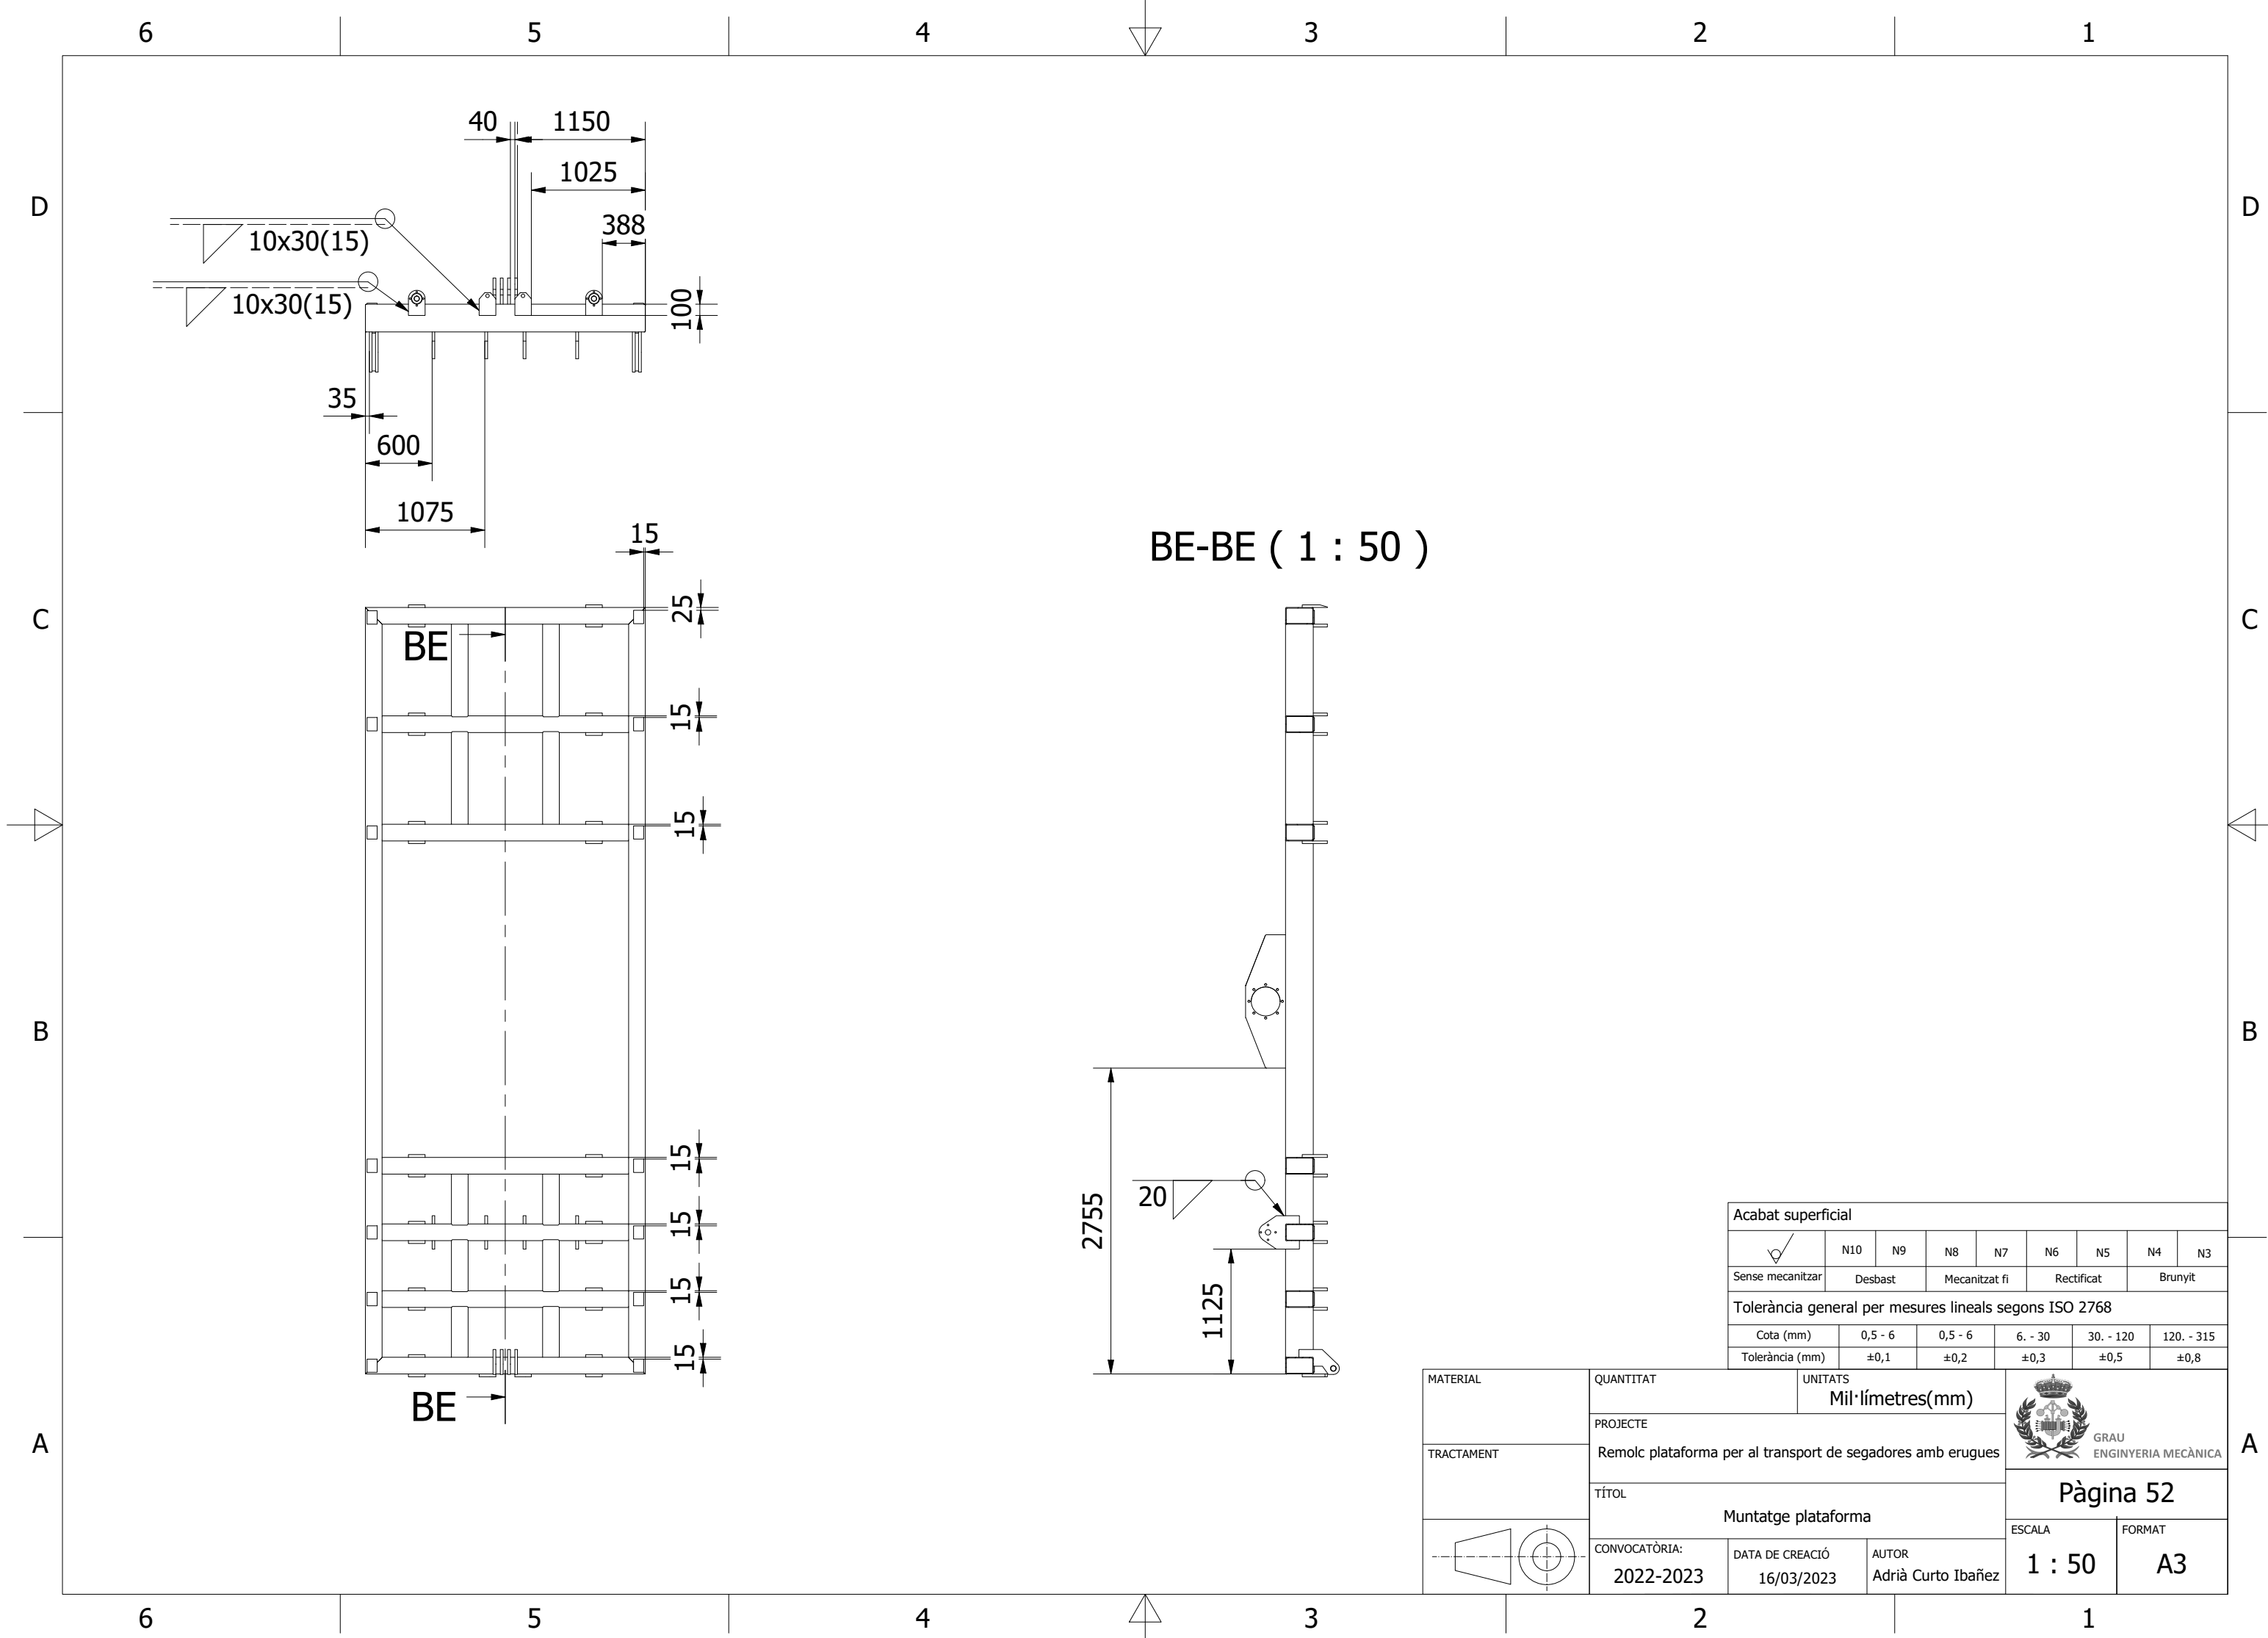 6 5 4 3 2 1
40 1150
1025
D D
388
10x30(15)
10x30(15)
100
35
600
1075
15
BE-BE ( 1 : 50 )
C C
25
BE
15
15
B B
15
2755
20
15
1125
15
15
BE
A A
Acabat superficial
N10 N9 N8 N7 N6 N5 N4 N3
Sense mecanitzar Desbast Mecanitzat fi Rectificat Brunyit
Tolerància general per mesures lineals segons ISO 2768
Cota (mm) 0,5 - 6 0,5 - 6 6. - 30 30. - 120 120. - 315
Tolerància (mm) ±0,1 ±0,2 ±0,3 ±0,5 ±0,8
MATERIAL
QUANTITAT
UNITATS
Mil·límetres(mm)
PROJECTE
Remolc plataforma per al transport de segadores amb erugues
GRAU
ENGINYERIA MECÀNICA
TRACTAMENT
TÍTOL
Muntatge plataforma
Pàgina 52
CONVOCATÒRIA:
2022-2023
DATA DE CREACIÓ
16/03/2023
AUTOR
Adrià Curto Ibañez
ESCALA
1 : 50
FORMAT
A3
6 5 4 3 2 1